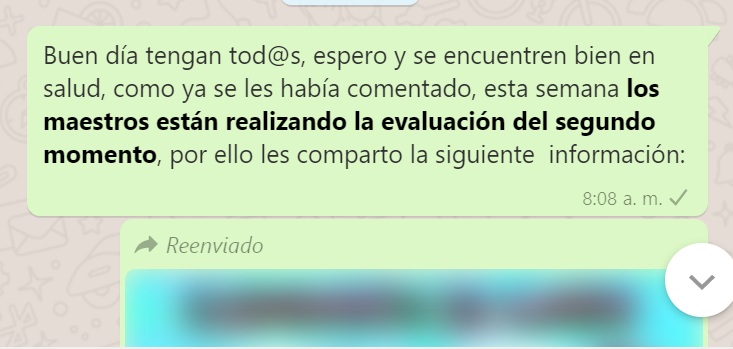 Buen día tengan tod@s, espero y se encuentren bien en
salud, como ya se les había comentado, esta semana los
maestros están realizando la evaluación del segundo
momento, por ello les comparto la siguiente  información:
8:08 a. m.
Reenviado